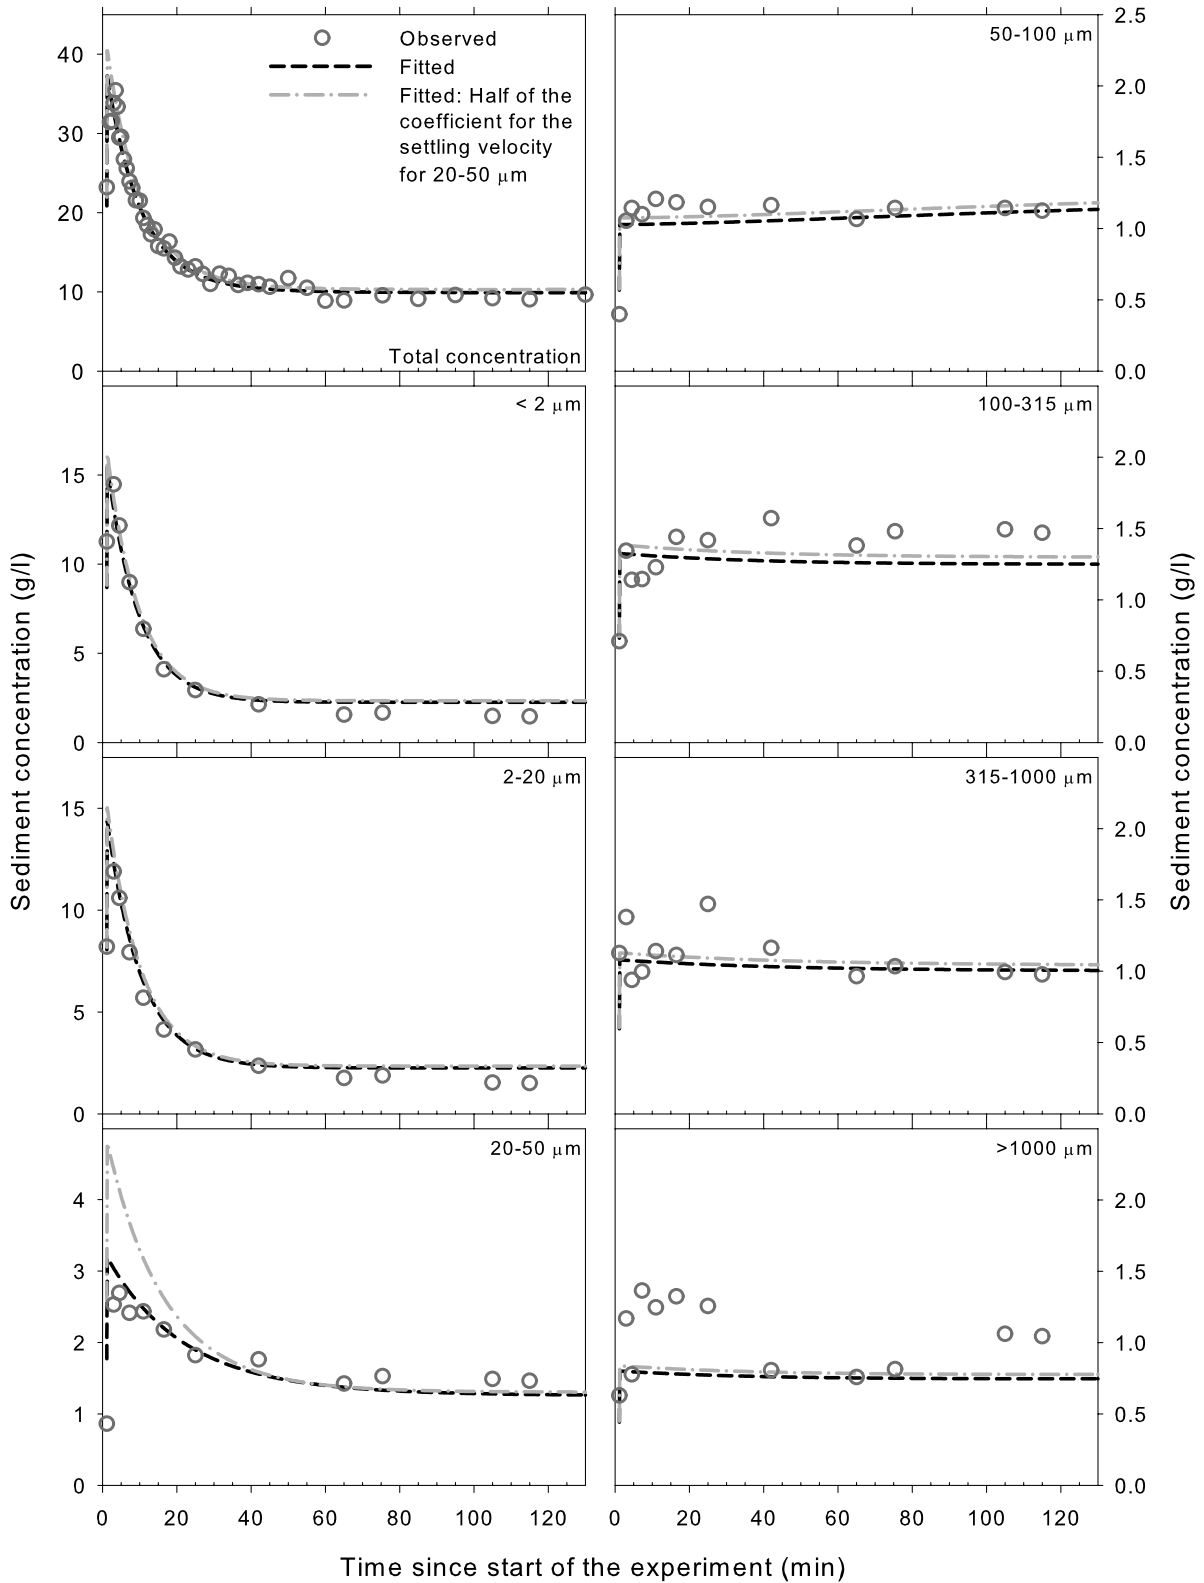 Observed
Fitted
Fitted: Half of the
coefficient for the
settling velocity
for 20-50 μm
40
30
20
10
0
Total concentration
50-100 μm
2.5
2.0
1.5
1.0
0.5
0.0
< 2 μm
15
10
5
0
100-315 μm
2.0
1.5
1.0
0.5
0.0
2-20 μm
15
10
5
0
315-1000 μm
2.0
1.5
1.0
0.5
0.0
20-50 μm
4
3
2
1
0
>1000 μm
2.0
1.5
1.0
0.5
0.0
0 20 40 60 80 100 120
0 20 40 60 80 100 120
Sediment concentration (g/l)
Sediment concentration (g/l)
Time since start of the experiment (min)